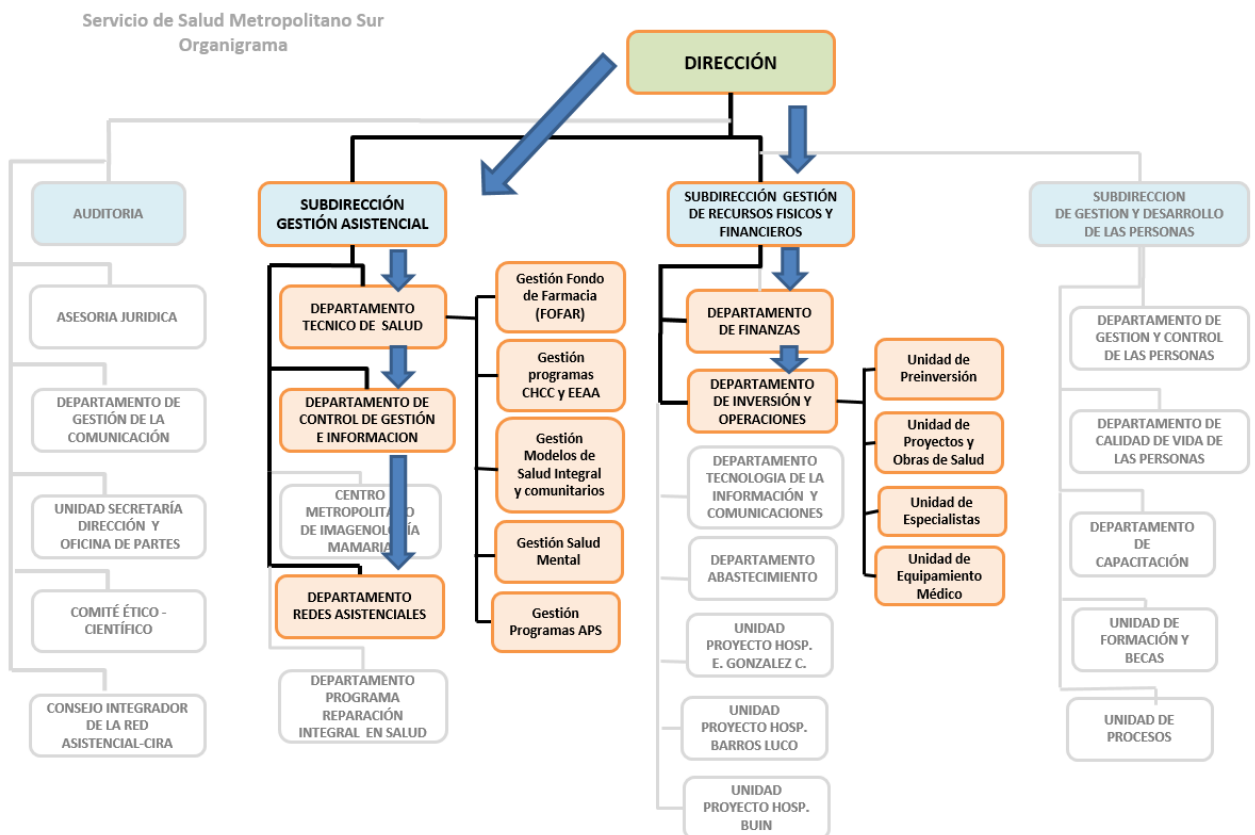 Servicio de Salud Metropolitano Sur
Organigrama
DIRECCIÓN
AUDITORIA
SUBDIRECCIÓN
GESTIÓN ASISTENCIAL
SUBDIRECCIÓN GESTIÓN
DE RECURSOS FISICOS Y
FINANCIEROS
SUBDIRECCION
DE GESTION Y DESARROLLO
DE LAS PERSONAS
ASESORIA JURIDICA
DEPARTAMENTO DE
GESTIÓN DE LA
COMUNICACIÓN
UNIDAD SECRETARÍA
DIRECCIÓN Y
OFICINA DE PARTES
COMITÉ ÉTICO -
CIENTÍFICO
CONSEJO INTEGRADOR
DE LA RED
ASISTENCIAL-CIRA
DEPARTAMENTO
TECNICO DE SALUD
DEPARTAMENTO DE
CONTROL DE GESTIÓN
E INFORMACION
CENTRO
METROPOLITANO
DE IMAGENOLOGÍA
MAMARIA
DEPARTAMENTO
REDES ASISTENCIALES
DEPARTAMENTO
PROGRAMA
REPARACIÓN
INTEGRAL EN SALUD
Gestión Fondo
de Farmacia
(FOFAR)
Gestión
programas
CHCC y EEAA
Gestión
Modelos de
Salud Integral
y comunitarios
Gestión Salud
Mental
Gestión
Programas APS
DEPARTAMENTO
DE FINANZAS
DEPARTAMENTO
DE INVERSIÓN Y
OPERACIONES
DEPARTAMENTO
TECNOLOGIA DE LA
INFORMACIÓN Y
COMUNICACIONES
DEPARTAMENTO
ABASTECIMIENTO
UNIDAD
PROYECTO HOSP.
E. GONZALEZ C.
UNIDAD
PROYECTO HOSP.
BARROS LUCO
UNIDAD
PROYECTO HOSP.
BUIN
Unidad de
Preinversión
Unidad de
Proyectos y
Obras de Salud
Unidad de
Especialistas
Unidad de
Equipamiento
Médico
DEPARTAMENTO DE
GESTION Y CONTROL
DE LAS PERSONAS
DEPARTAMENTO DE
CALIDAD DE VIDA DE
LAS PERSONAS
DEPARTAMENTO
DE
CAPACITACIÓN
UNIDAD DE
FORMACIÓN Y
BECAS
UNIDAD DE
PROCESOS